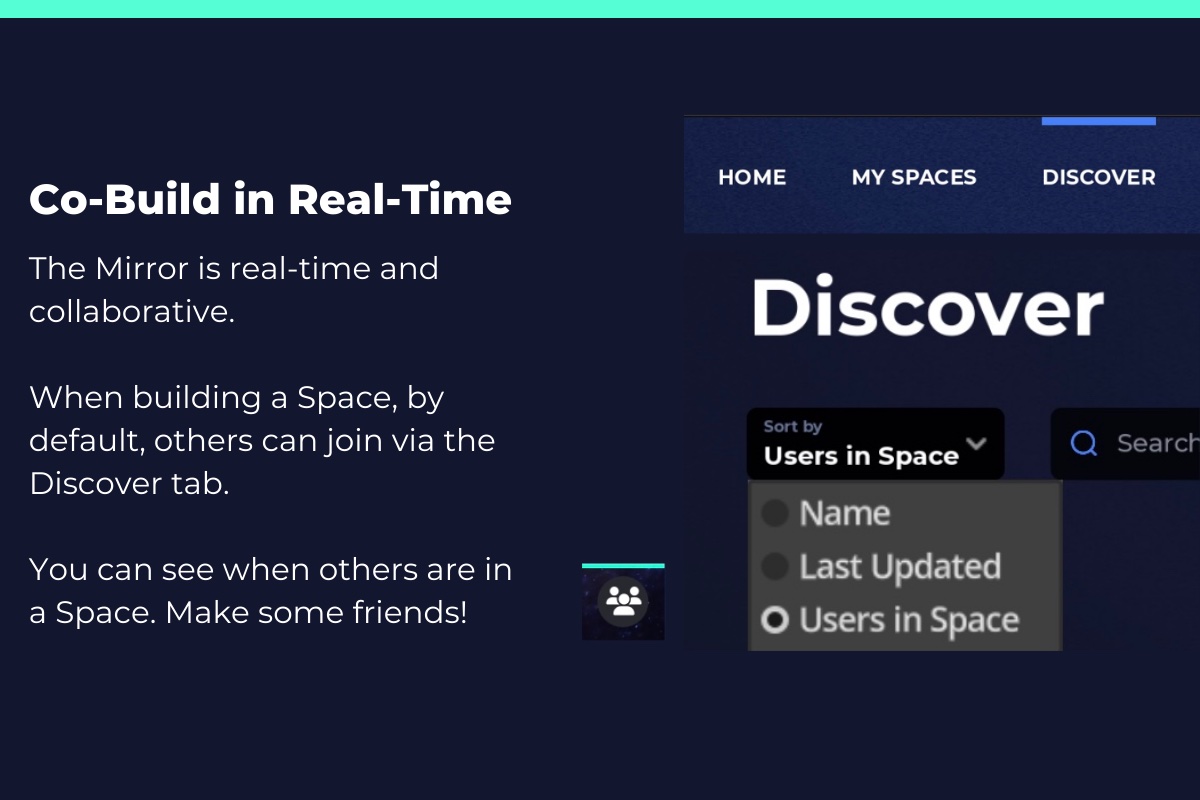 Co-Build in Real-Time
The Mirror is real-time and
collaborative.
When building a Space, by
default, others can join via the
Discover tab.
You can see when others are in
a Space. Make some friends!
HOME MY SPACES DISCOVER
Discover
Sort by
Users in Space
Search
Name
Last Updated
Users in Space